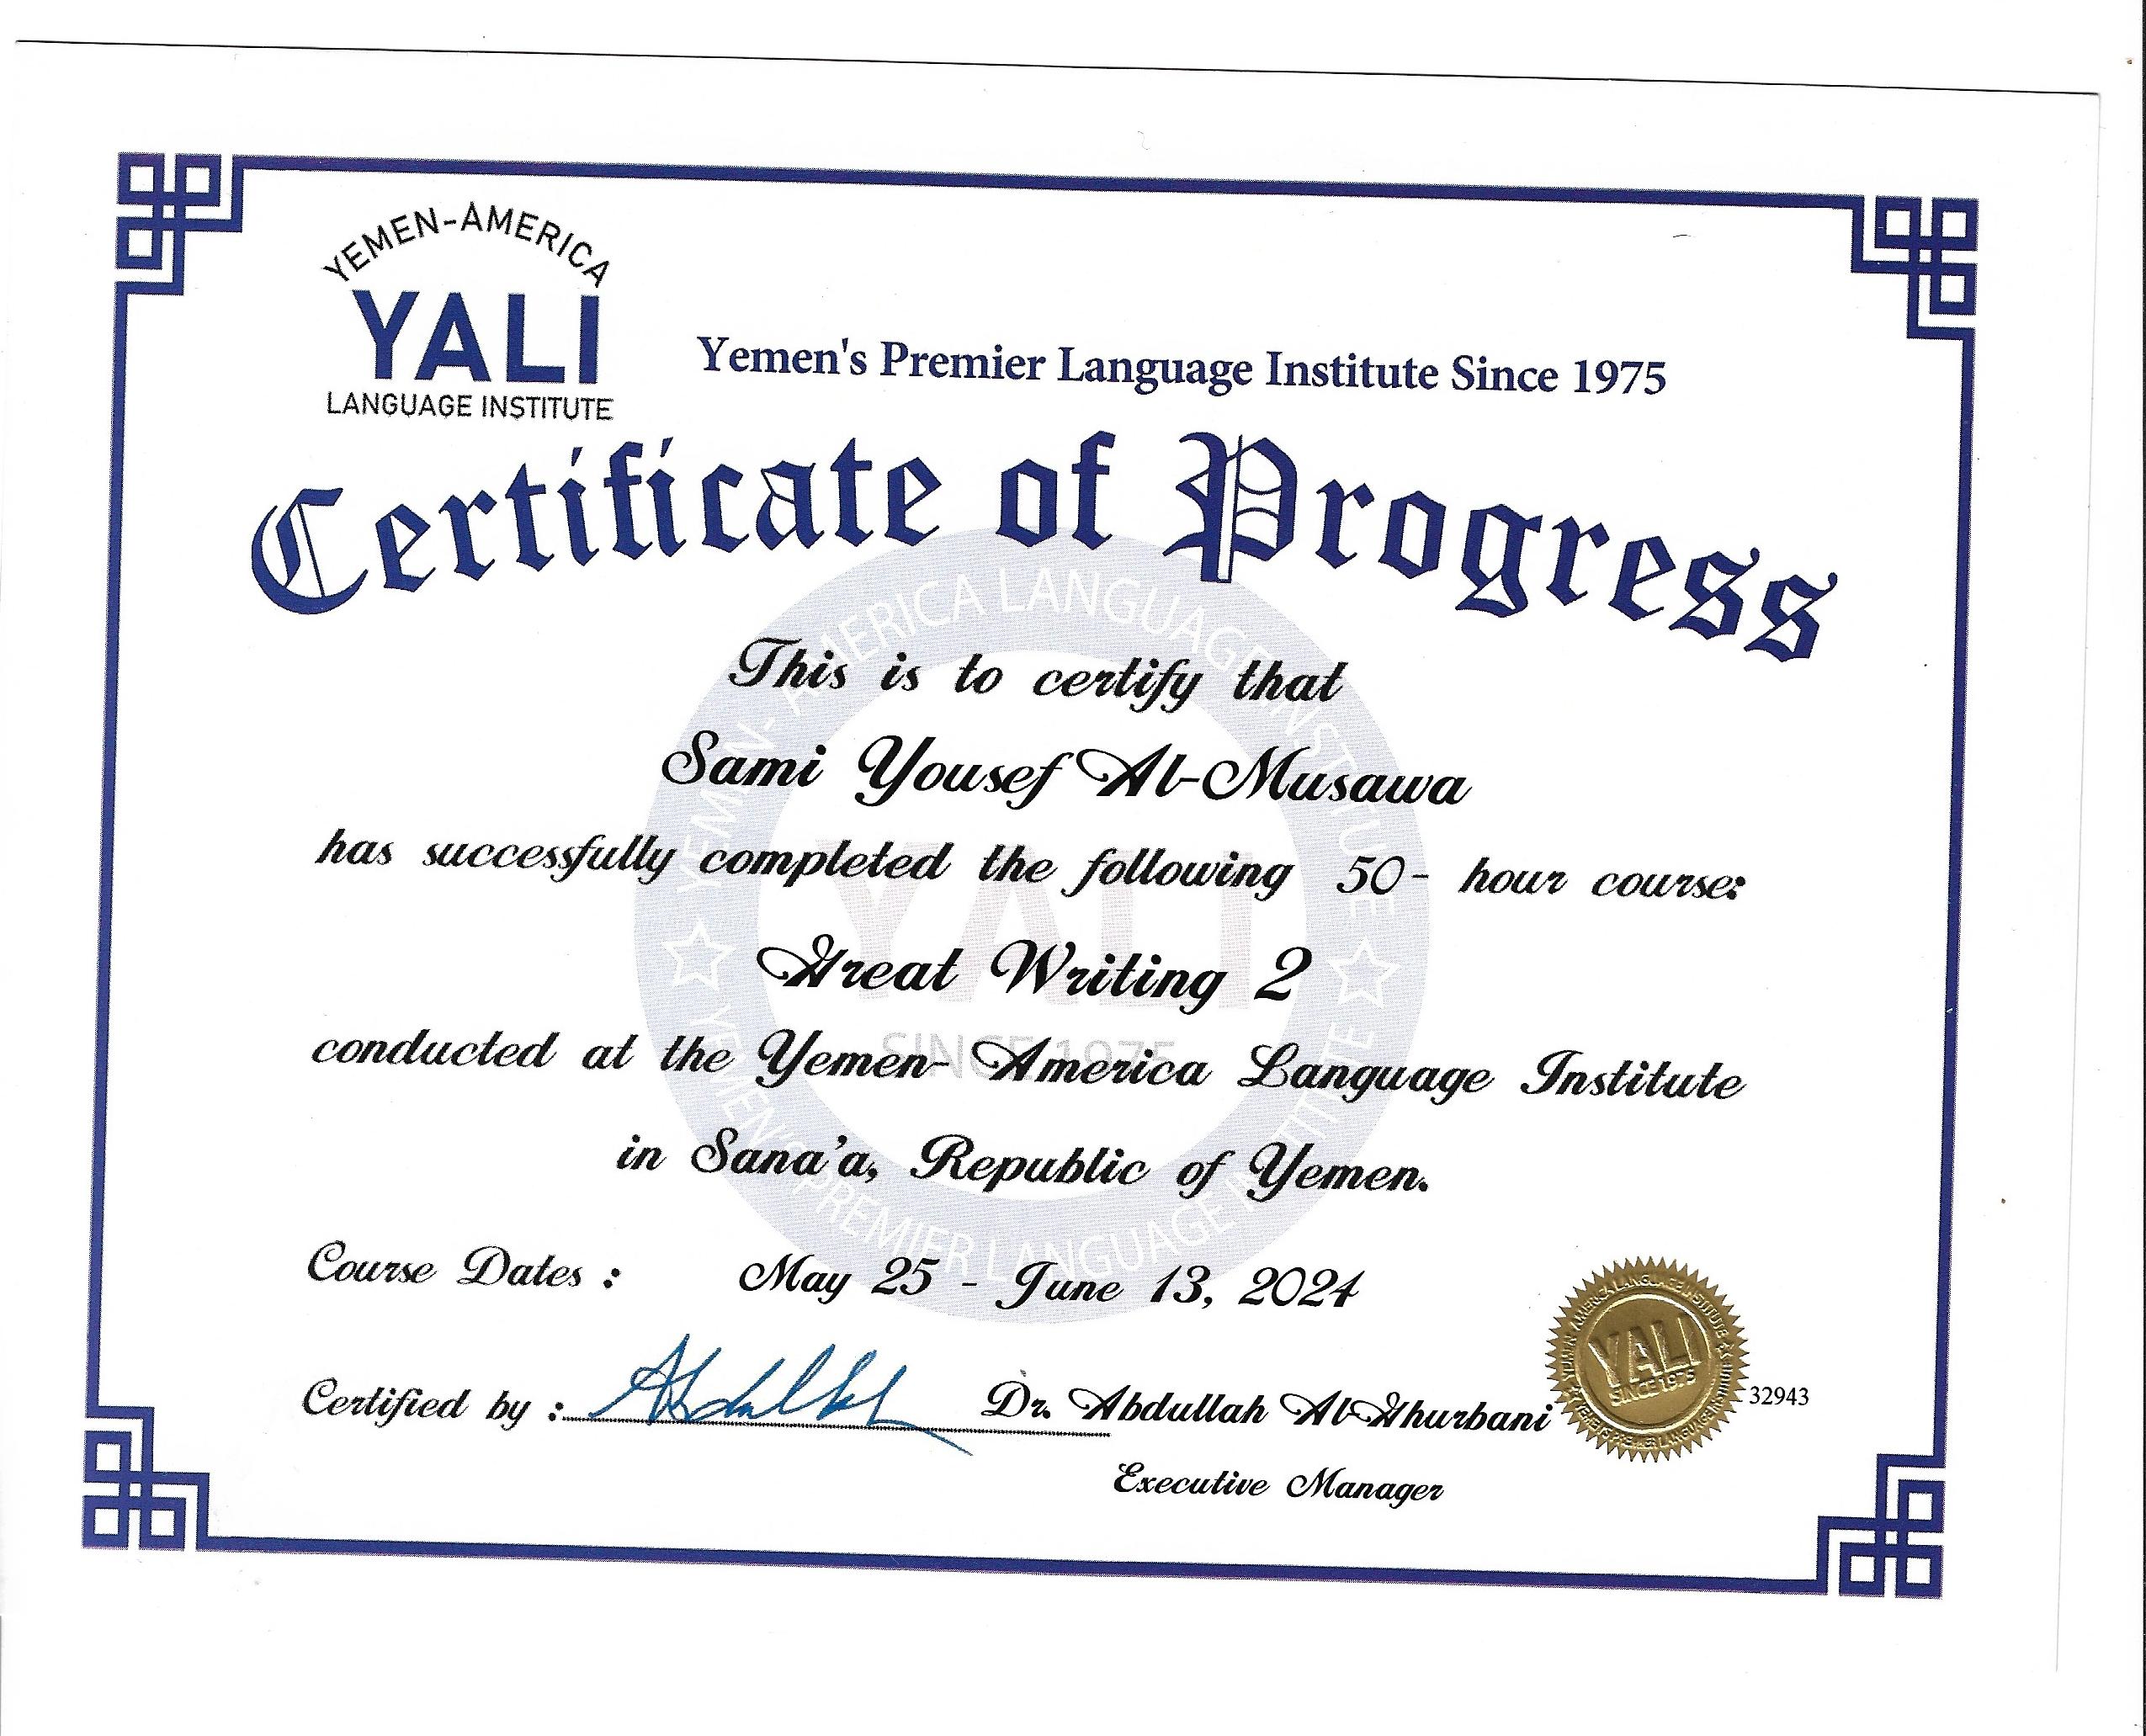 YEMEN-AMERICA
YALI
LANGUAGE INSTITUTE
Yemen's Premier Language Institute Since 1975
Certificate of Progress
This is to certify that
Sami Yousef Al-Musawa
has successfully completed the following 50- hour course:
Great Writing 2
conducted at the Yemen- America Language Institute
in Sana'a, Republic of Yemen.
Course Dates : May 25 - June 13, 2024
Certified by : Dr. Abdullah Al-Ghurbani
Executive Manager
YEMEN- AMERICA LANGUAGE INSTITUTE
YALI
SINCE 1975
YEMEN'S PREMIER LANGUAGE INSTITUTE
YEMEN- AMERICA LANGUAGE INSTITUTE
YALI
SINCE 1975
YEMEN'S PREMIER LANGUAGE INSTITUTE
32943